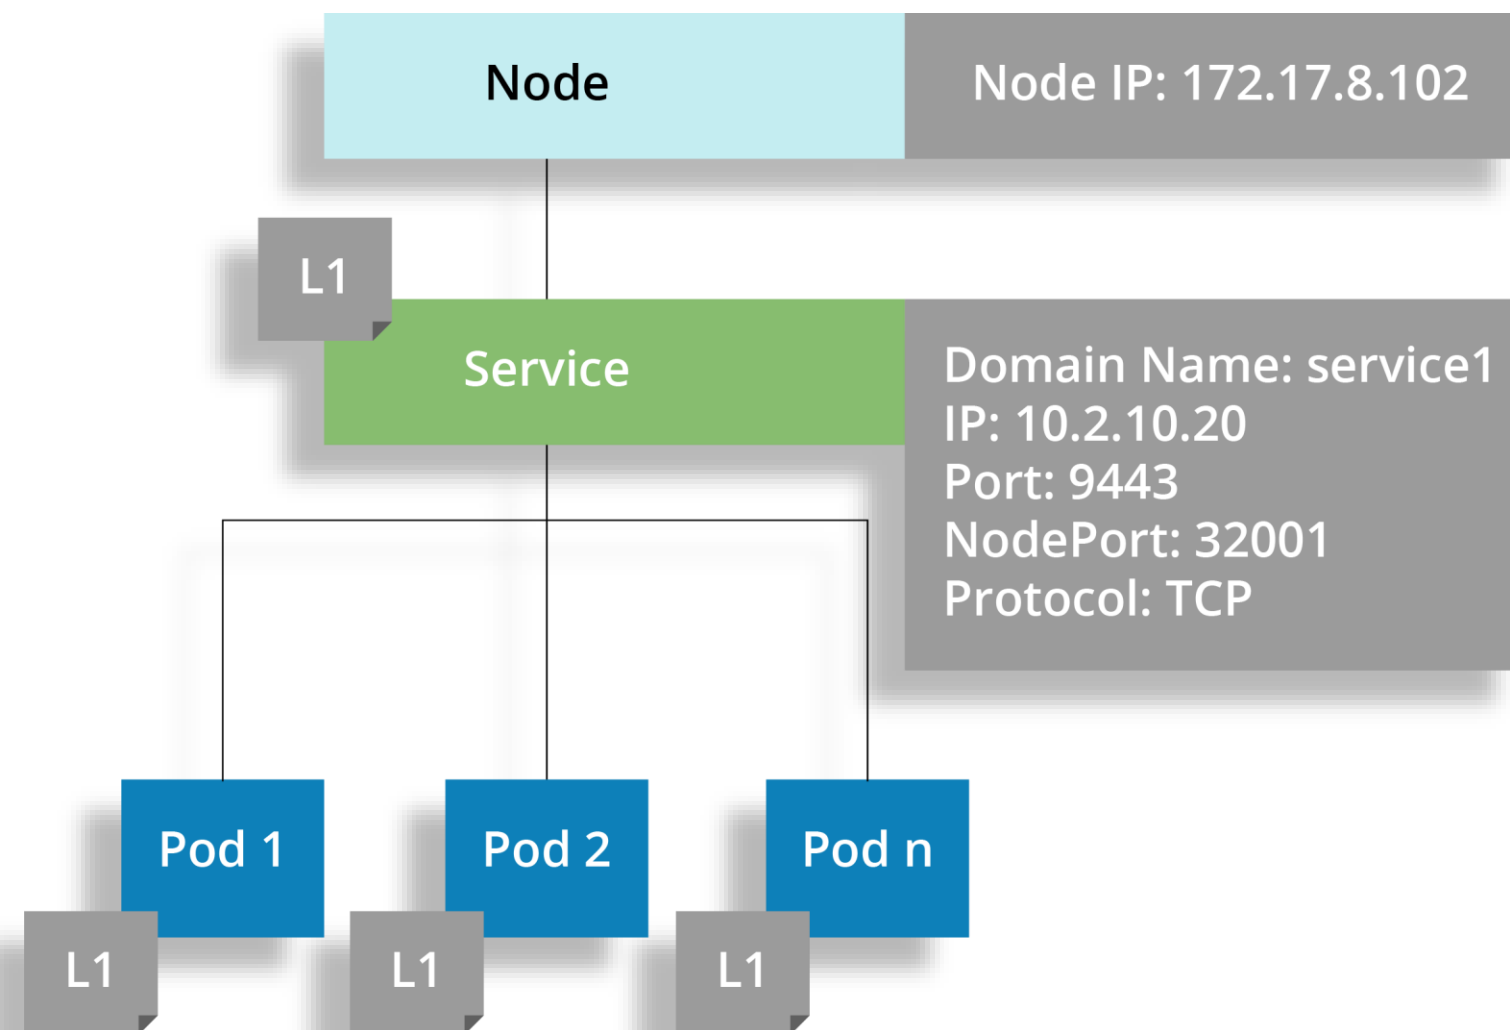 Node
Node IP: 172.17.8.102
L1
Service
Domain Name: service1
IP: 10.2.10.20
Port: 9443
NodePort: 32001
Protocol: TCP
Pod 1
Pod 2
Pod n
L1
L1
L1